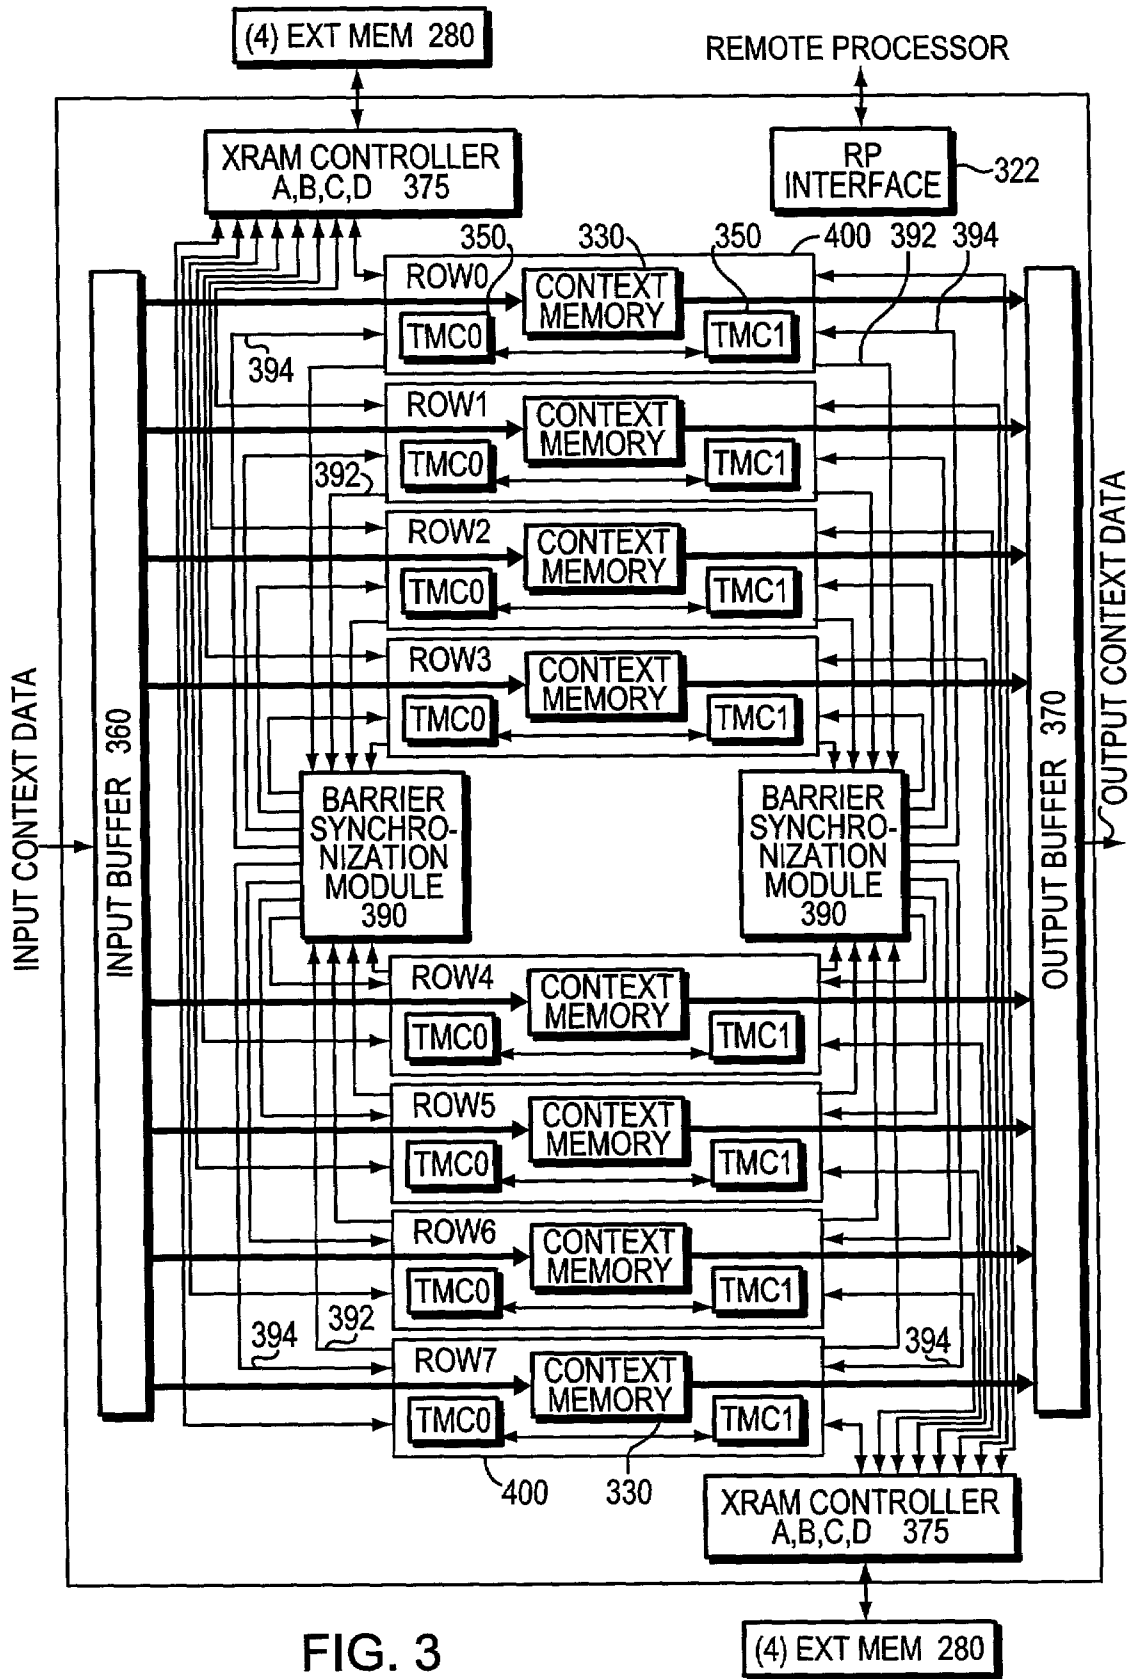 (4) EXT MEM 280
REMOTE PROCESSOR
XRAM CONTROLLER
A,B,C,D 375
RP
INTERFACE
322
350
330
350
400
392
394
ROW0
CONTEXT
MEMORY
TMC0
TMC1
394
ROW1
CONTEXT
MEMORY
TMC0
TMC1
392
ROW2
CONTEXT
MEMORY
TMC0
TMC1
ROW3
CONTEXT
MEMORY
TMC0
TMC1
INPUT CONTEXT DATA
INPUT BUFFER 360
BARRIER
SYNCHRO-
NIZATION
MODULE
390
BARRIER
SYNCHRO-
NIZATION
MODULE
390
OUTPUT BUFFER 370
OUTPUT CONTEXT DATA
ROW4
CONTEXT
MEMORY
TMC0
TMC1
ROW5
CONTEXT
MEMORY
TMC0
TMC1
ROW6
CONTEXT
MEMORY
TMC0
TMC1
394
392
394
ROW7
CONTEXT
MEMORY
TMC0
TMC1
400
330
XRAM CONTROLLER
A,B,C,D 375
FIG. 3
(4) EXT MEM 280